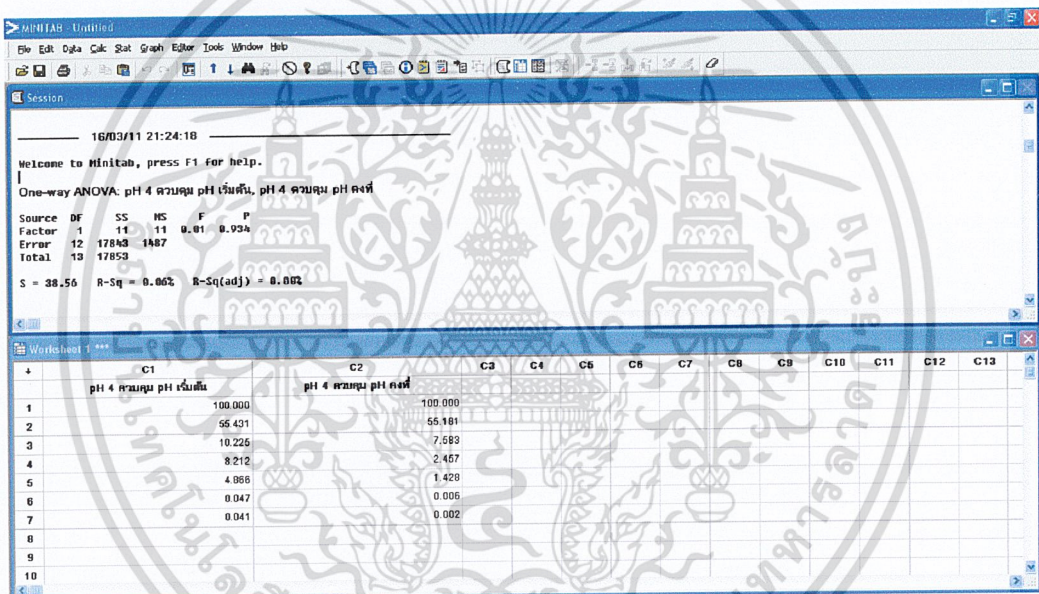 MINITAB - Untitled
File Edit Data Calc Stat Graph Editor Tools Window Help
Session
16/03/11 21:24:18
Welcome to Minitab, press F1 for help.
One-way ANOVA: pH 4 ควบคุม pH เริ่มต้น, pH 4 ควบคุม pH คงที่
Source DF SS MS F P
Factor 1 11 11 0.01 0.934
Error 12 17843 1487
Total 13 17853
S = 38.56 R-Sq = 0.06% R-Sq(adj) = 0.00%
Worksheet 1 ***
C1 C2 C3 C4 C5 C6 C7 C8 C9 C10 C11 C12 C13
pH 4 ควบคุม pH เริ่มต้น pH 4 ควบคุม pH คงที่
1 100.000 100.000
2 55.431 55.181
3 10.225 7.583
4 8.212 2.457
5 4.866 1.428
6 0.047 0.006
7 0.041 0.002
8
9
10